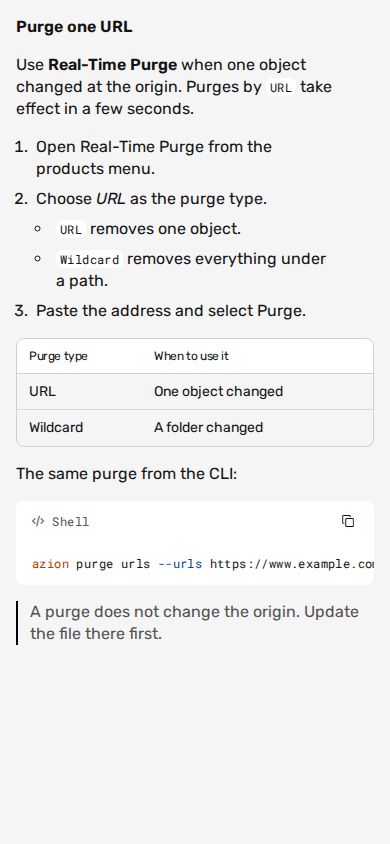 Purge one URL
Use Real-Time Purge when one object
changed at the origin. Purges by URL take
effect in a few seconds.
1. Open Real-Time Purge from the
products menu.
2. Choose URL as the purge type.
URL removes one object.
Wildcard removes everything under
a path.
3. Paste the address and select Purge.
Purge type When to use it
URL One object changed
Wildcard A folder changed
The same purge from the CLI:
</> Shell
azion purge urls --urls https://www.example.co
A purge does not change the origin. Update
the file there first.